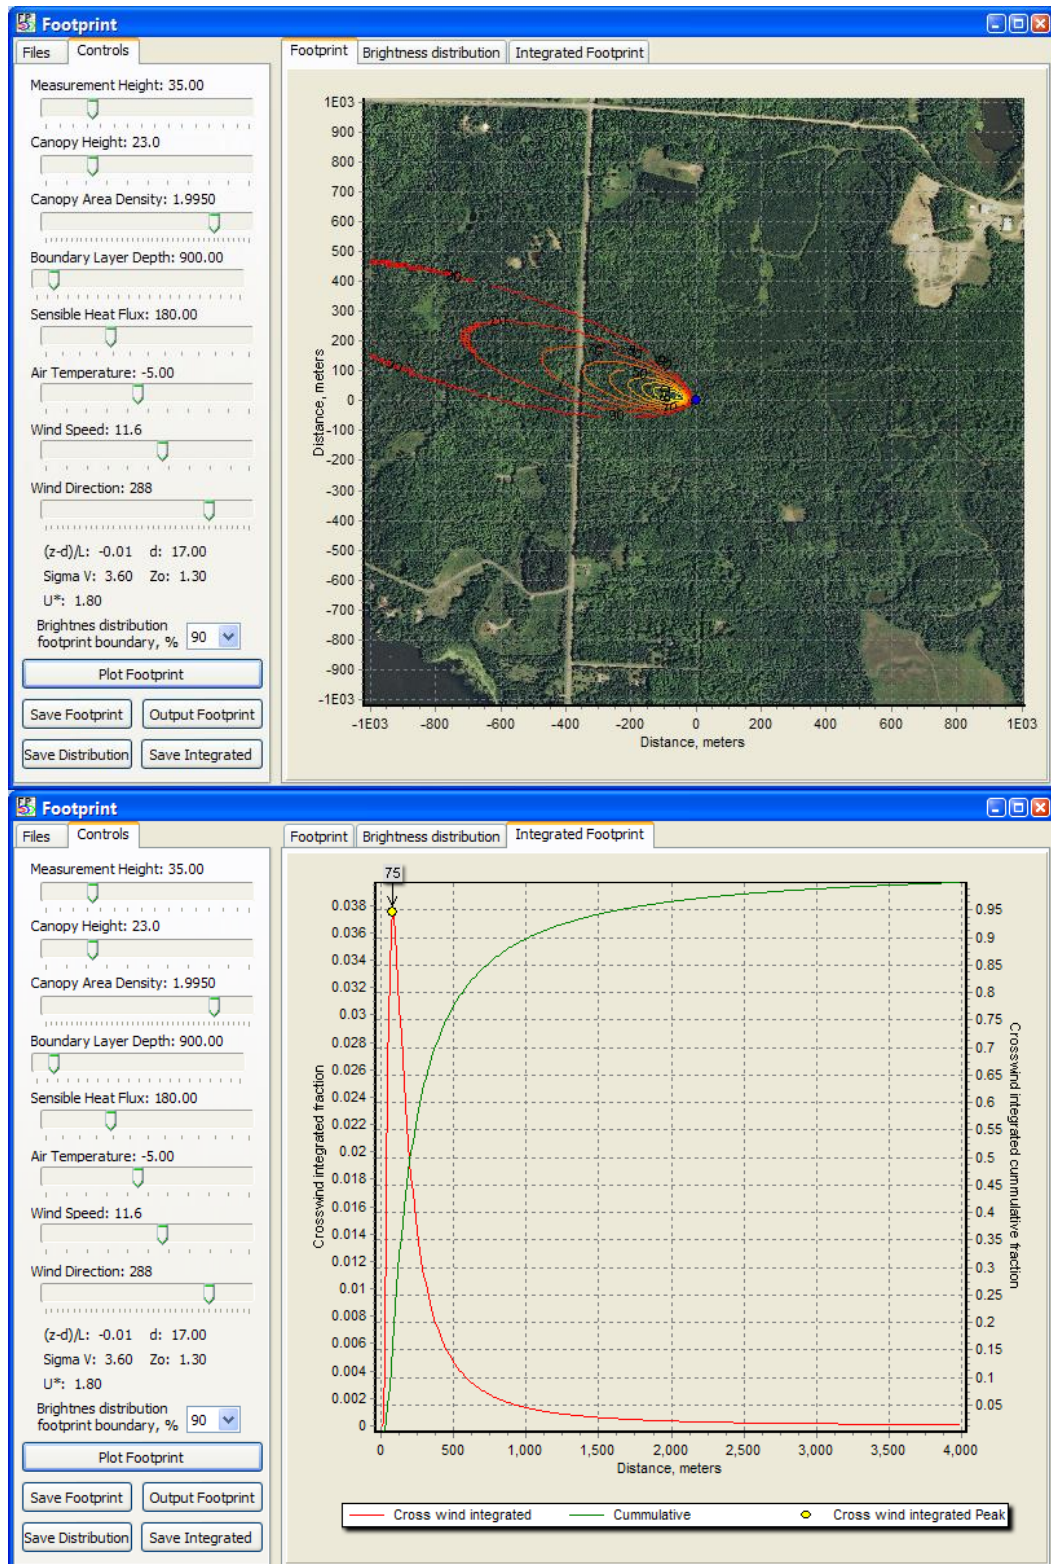 Footprint
Files Controls
Measurement Height: 35.00
Canopy Height: 23.0
Canopy Area Density: 1.9950
Boundary Layer Depth: 900.00
Sensible Heat Flux: 180.00
Air Temperature: -5.00
Wind Speed: 11.6
Wind Direction: 288
(z-d)/L: -0.01 d: 17.00
Sigma V: 3.60 Zo: 1.30
U*: 1.80
Brightnes distribution
footprint boundary, % 90
Plot Footprint
Save Footprint Output Footprint
Save Distribution Save Integrated
Footprint Brightness distribution Integrated Footprint
Distance, meters
1E03
900
800
700
600
500
400
300
200
100
0
-100
-200
-300
-400
-500
-600
-700
-800
-900
-1E03
-1E03 -800 -600 -400 -200 0 200 400 600 800 1E03
Distance, meters
Footprint
Files Controls
Measurement Height: 35.00
Canopy Height: 23.0
Canopy Area Density: 1.9950
Boundary Layer Depth: 900.00
Sensible Heat Flux: 180.00
Air Temperature: -5.00
Wind Speed: 11.6
Wind Direction: 288
(z-d)/L: -0.01 d: 17.00
Sigma V: 3.60 Zo: 1.30
U*: 1.80
Brightnes distribution
footprint boundary, % 90
Plot Footprint
Save Footprint Output Footprint
Save Distribution Save Integrated
Footprint Brightness distribution Integrated Footprint
75
Crosswind integrated fraction
0.038
0.036
0.034
0.032
0.03
0.028
0.026
0.024
0.022
0.02
0.018
0.016
0.014
0.012
0.01
0.008
0.006
0.004
0.002
0
0.95
0.9
0.85
0.8
0.75
0.7
0.65
0.6
0.55
0.5
0.45
0.4
0.35
0.3
0.25
0.2
0.15
0.1
0.05
Crosswind integrated cummulative fraction
0 500 1,000 1,500 2,000 2,500 3,000 3,500 4,000
Distance, meters
Cross wind integrated Cummulative Cross wind integrated Peak